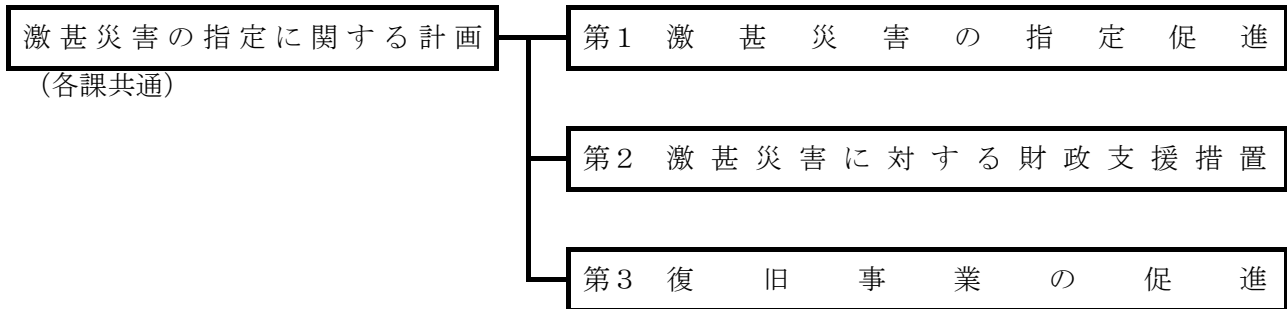 激甚災害の指定に関する計画
（各課共通）
第１　激甚災害の指定促進
第２　激甚災害に対する財政支援措置
第３　復旧事業の促進